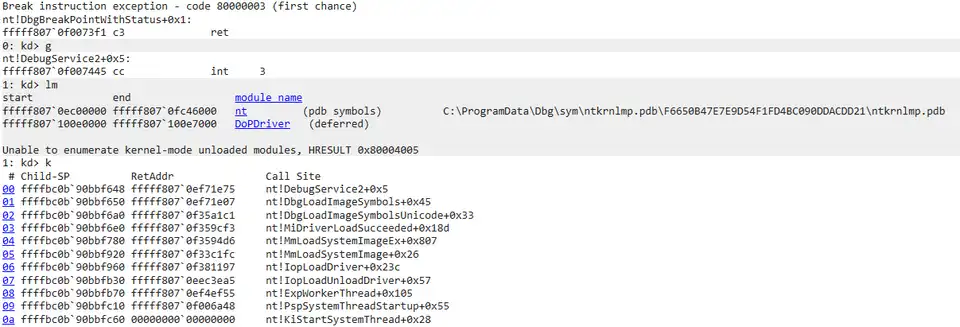 Break instruction exception - code 80000003 (first chance)
nt!DbgBreakPointWithStatus+0x1:
fffff807`0f0073f1 c3 ret
0: kd> g
nt!DebugService2+0x5:
fffff807`0f007445 cc int 3
1: kd> lm
start end module name
fffff807`0ec00000 fffff807`0fc46000 nt (pdb symbols) C:\ProgramData\Dbg\sym\ntkrnlmp.pdb\F6650B47E7E9D54F1FD4BC090DDACDD21\ntkrnlmp.pdb
fffff807`100e0000 fffff807`100e7000 DoPDriver (deferred)
Unable to enumerate kernel-mode unloaded modules, HRESULT 0x80004005
1: kd> k
# Child-SP RetAddr Call Site
00 ffffbc0b`90bbf648 fffff807`0ef71e75 nt!DebugService2+0x5
01 ffffbc0b`90bbf650 fffff807`0ef71e07 nt!DbgLoadImageSymbols+0x45
02 ffffbc0b`90bbf6a0 fffff807`0f35a1c1 nt!DbgLoadImageSymbolsUnicode+0x33
03 ffffbc0b`90bbf6e0 fffff807`0f359cf3 nt!MiDriverLoadSucceeded+0x18d
04 ffffbc0b`90bbf780 fffff807`0f3594d6 nt!MmLoadSystemImageEx+0x807
05 ffffbc0b`90bbf920 fffff807`0f33c1fc nt!MmLoadSystemImage+0x26
06 ffffbc0b`90bbf960 fffff807`0f381197 nt!IopLoadDriver+0x23c
07 ffffbc0b`90bbfb30 fffff807`0eec3ea5 nt!IopLoadUnloadDriver+0x57
08 ffffbc0b`90bbfb70 fffff807`0ef4ef55 nt!ExpWorkerThread+0x105
09 ffffbc0b`90bbfc10 fffff807`0f006a48 nt!PspSystemThreadStartup+0x55
0a ffffbc0b`90bbfc60 00000000`00000000 nt!KiStartSystemThread+0x28